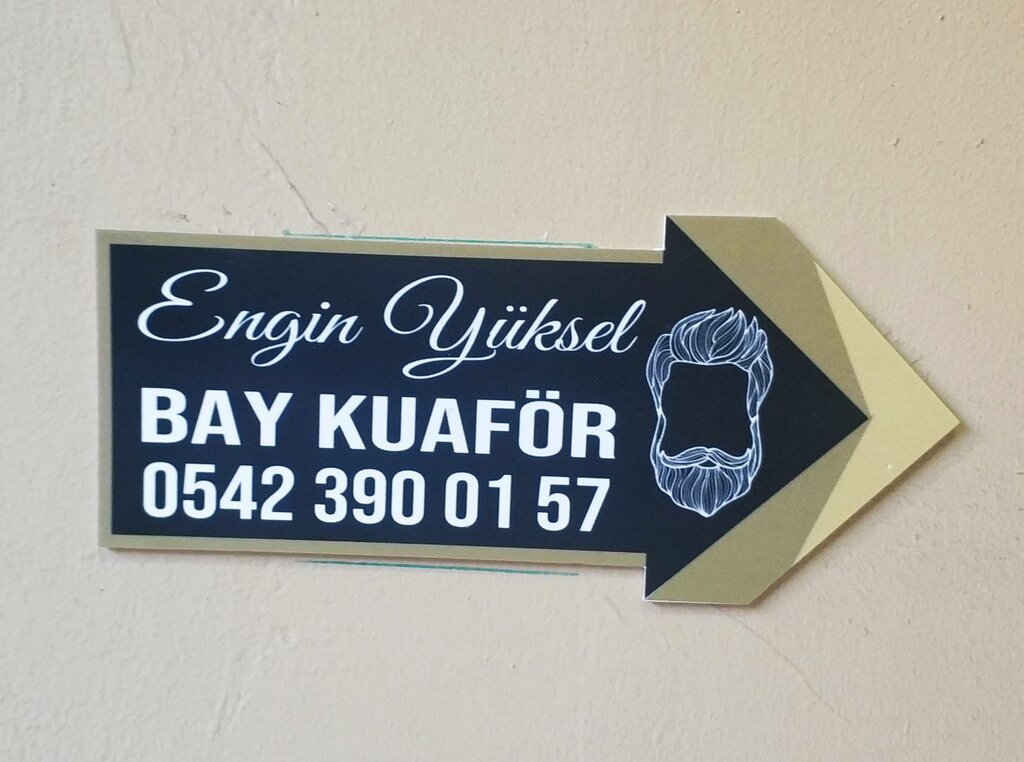 Engin Yüksel
BAY KUAFÖR
0542 390 01 57